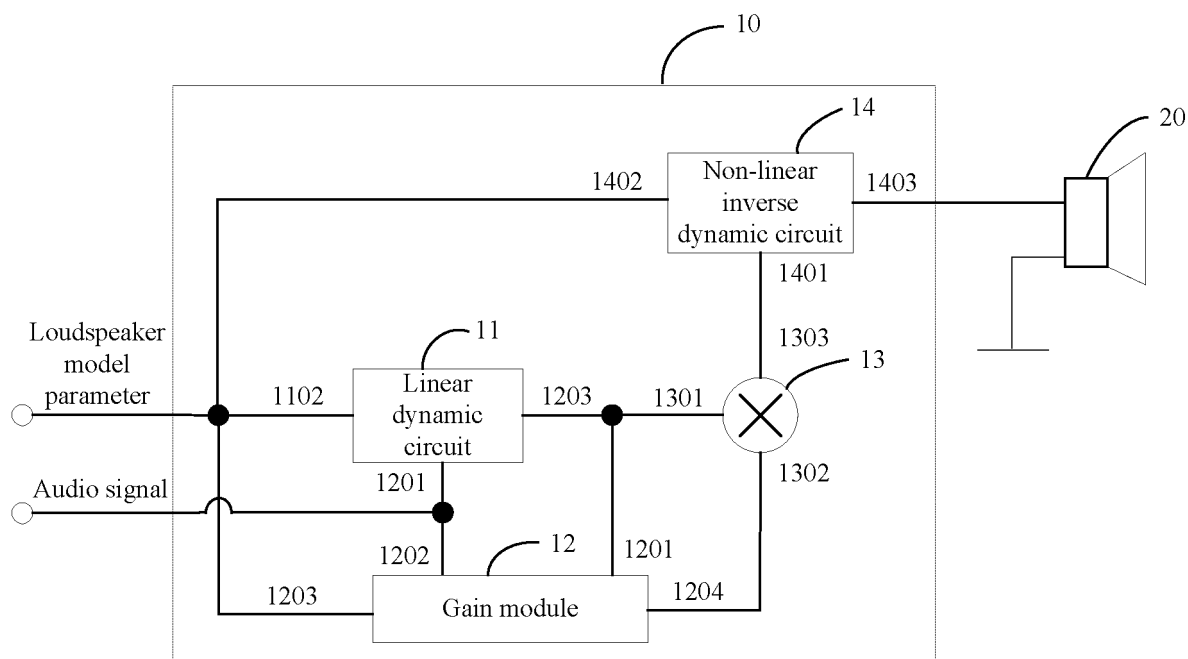 10
14
20
1402
Non-linear
inverse
dynamic circuit
1403
1401
Loudspeaker
model
parameter
11
1303
13
1102
Linear
dynamic
circuit
1203
1301
1302
Audio signal
1201
1202
12
1201
1204
1203
Gain module